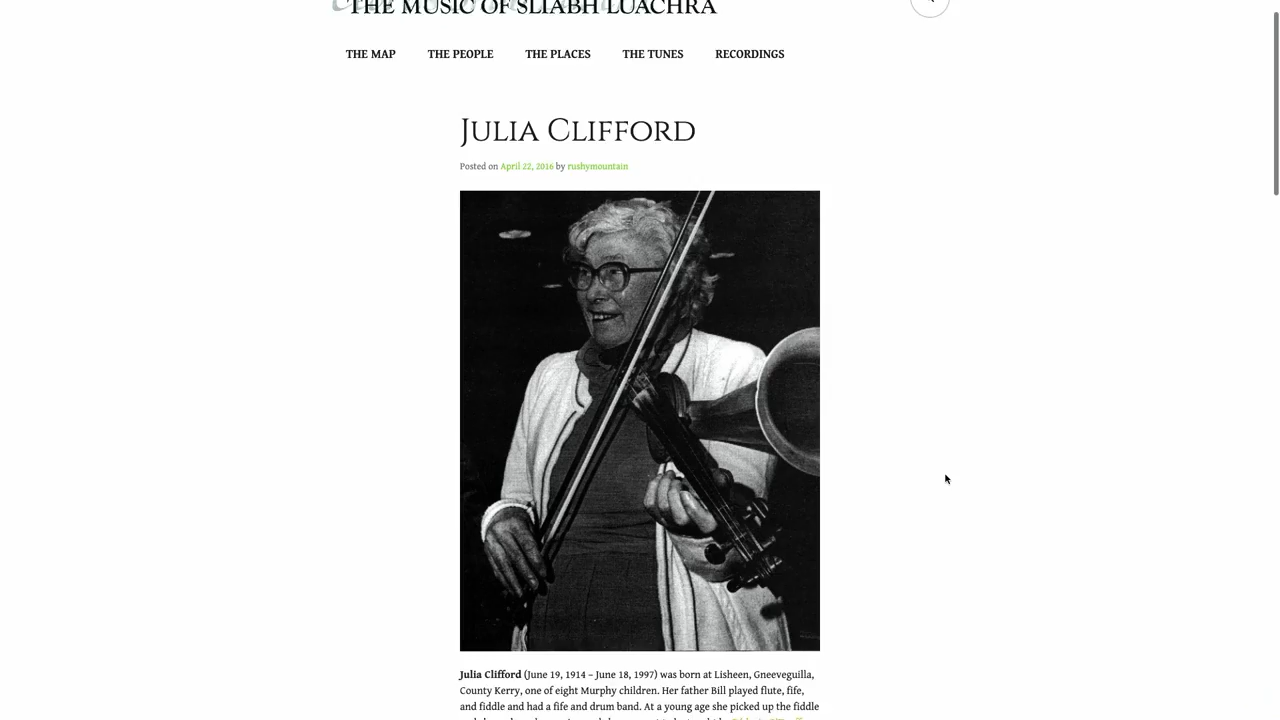 THE MUSIC OF SLIABH LUACHRA
THE MAP THE PEOPLE THE PLACES THE TUNES RECORDINGS
Julia Clifford
Posted on April 22, 2016 by rushymountain
Julia Clifford (June 19, 1914 – June 18, 1997) was born at Lisheen, Gneeveguilla,
County Kerry, one of eight Murphy children. Her father Bill played flute, fife,
and fiddle and had a fife and drum band. At a young age she picked up the fiddle